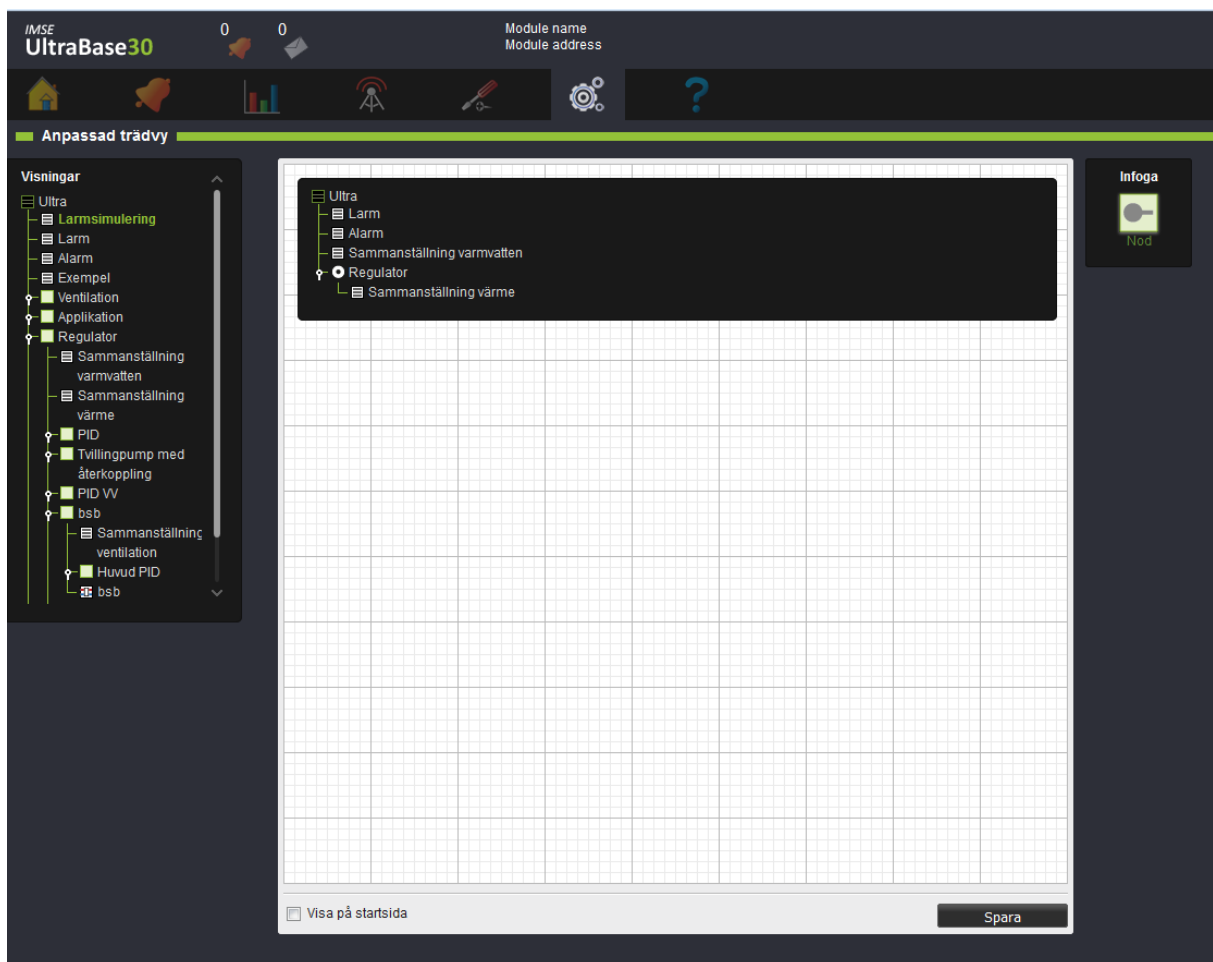 IMSE
UltraBase30
0
0
Module name
Module address
?
Anpassad trädvy
Visningar
Ultra
Larmsimulering
Larm
Alarm
Exempel
Ventilation
Applikation
Regulator
Sammanställning
varmvatten
Sammanställning
värme
PID
Tvillingpump med
återkoppling
PID VV
bsb
Sammanställning
ventilation
Huvud PID
bsb
Ultra
Larm
Alarm
Sammanställning varmvatten
Regulator
Sammanställning värme
Infoga
Nod
Visa på startsida
Spara